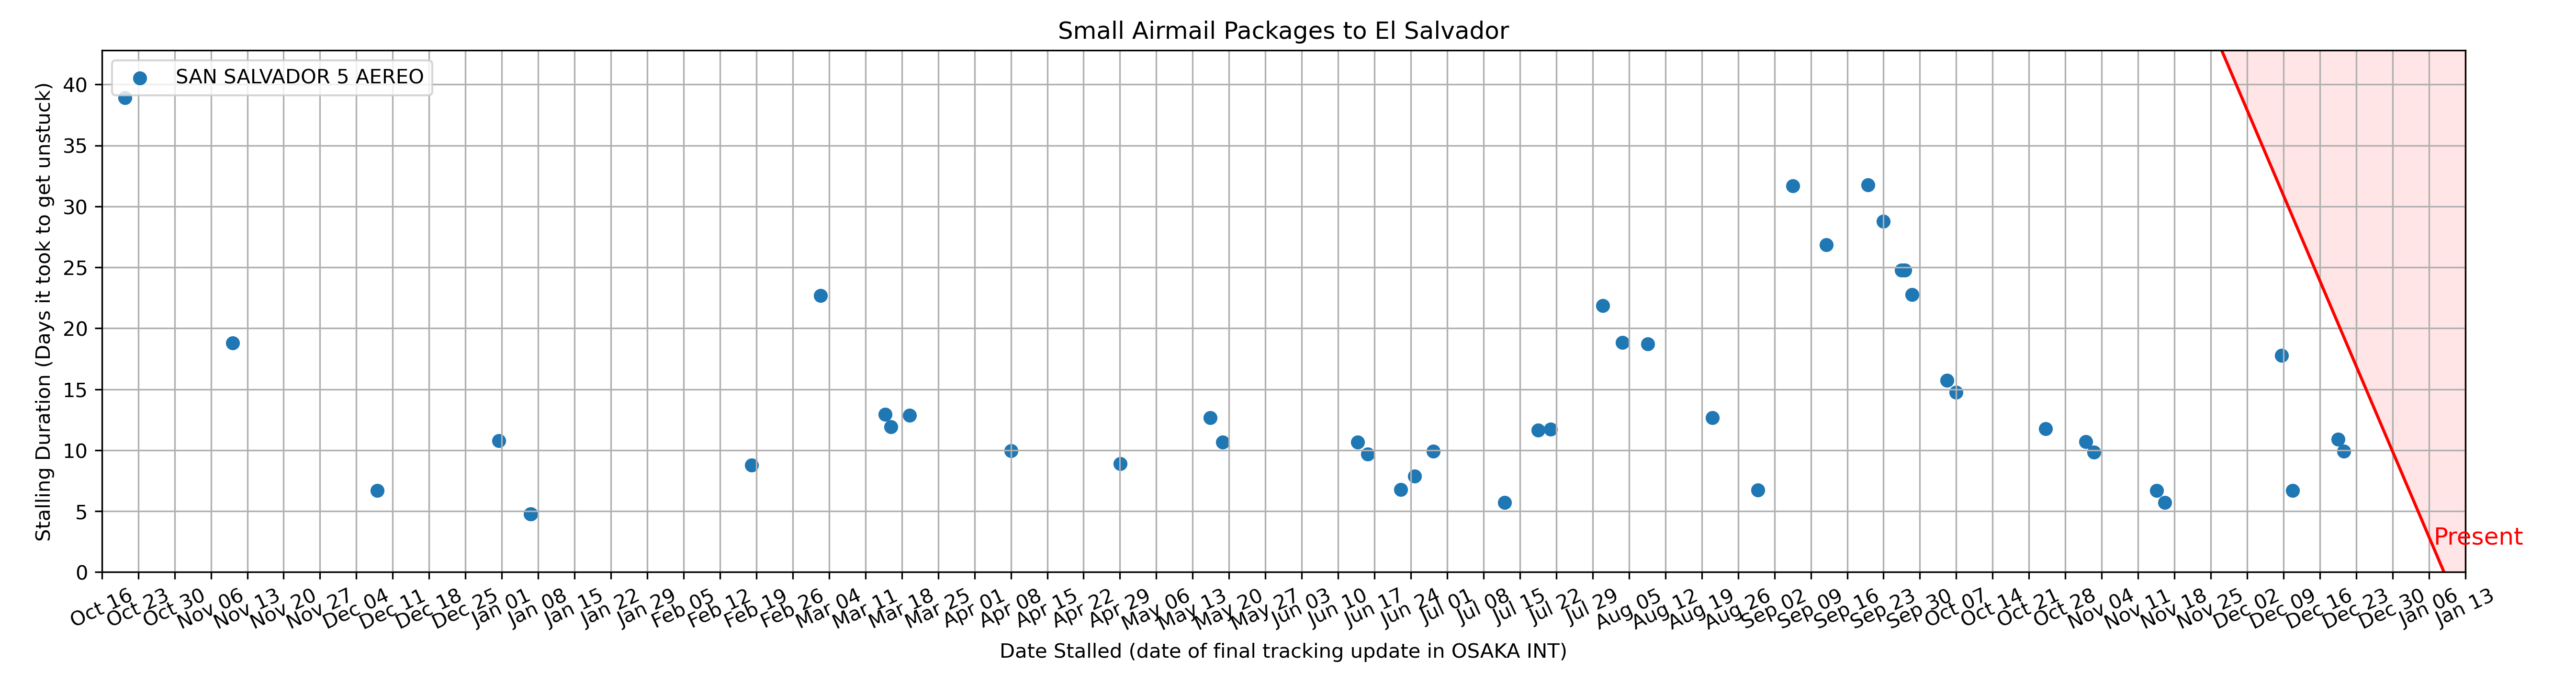 Small Airmail Packages to El Salvador
SAN SALVADOR 5 AEREO
Stalling Duration (Days it took to get unstuck)
40
35
30
25
20
15
10
5
0
Present
Oct 16
Oct 23
Oct 30
Nov 06
Nov 13
Nov 20
Nov 27
Dec 04
Dec 11
Dec 18
Dec 25
Jan 01
Jan 08
Jan 15
Jan 22
Jan 29
Feb 05
Feb 12
Feb 19
Feb 26
Mar 04
Mar 11
Mar 18
Mar 25
Apr 01
Apr 08
Apr 15
Apr 22
Apr 29
May 06
May 13
May 20
May 27
Jun 03
Jun 10
Jun 17
Jun 24
Jul 01
Jul 08
Jul 15
Jul 22
Jul 29
Aug 05
Aug 12
Aug 19
Aug 26
Sep 02
Sep 09
Sep 16
Sep 23
Sep 30
Oct 07
Oct 14
Oct 21
Oct 28
Nov 04
Nov 11
Nov 18
Nov 25
Dec 02
Dec 09
Dec 16
Dec 23
Dec 30
Jan 06
Jan 13
Date Stalled (date of final tracking update in OSAKA INT)